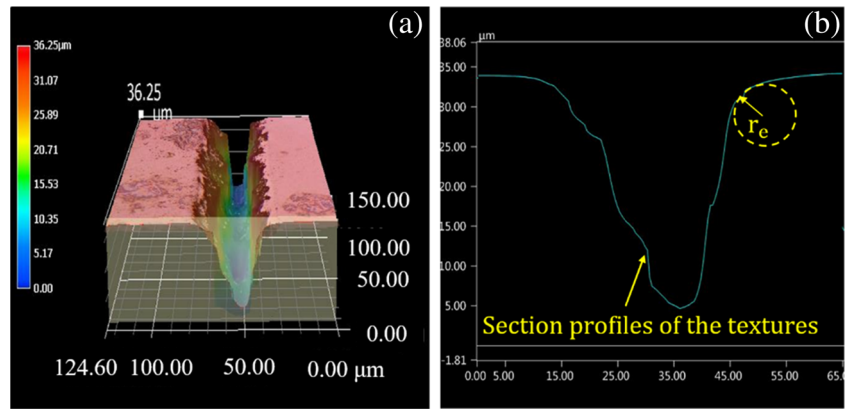 (a)
36.25μm
31.07
25.89
20.71
15.53
10.35
5.17
0.00
36.25
um
150.00
100.00
50.00
0.00
124.60 100.00 50.00 0.00 μm
(b)
μm
38.06
30.00
25.00
20.00
15.00
10.00
5.00
-1.81
0.00 5.00 15.00 25.00 35.00 45.00 55.00 65.0
re
Section profiles of the textures